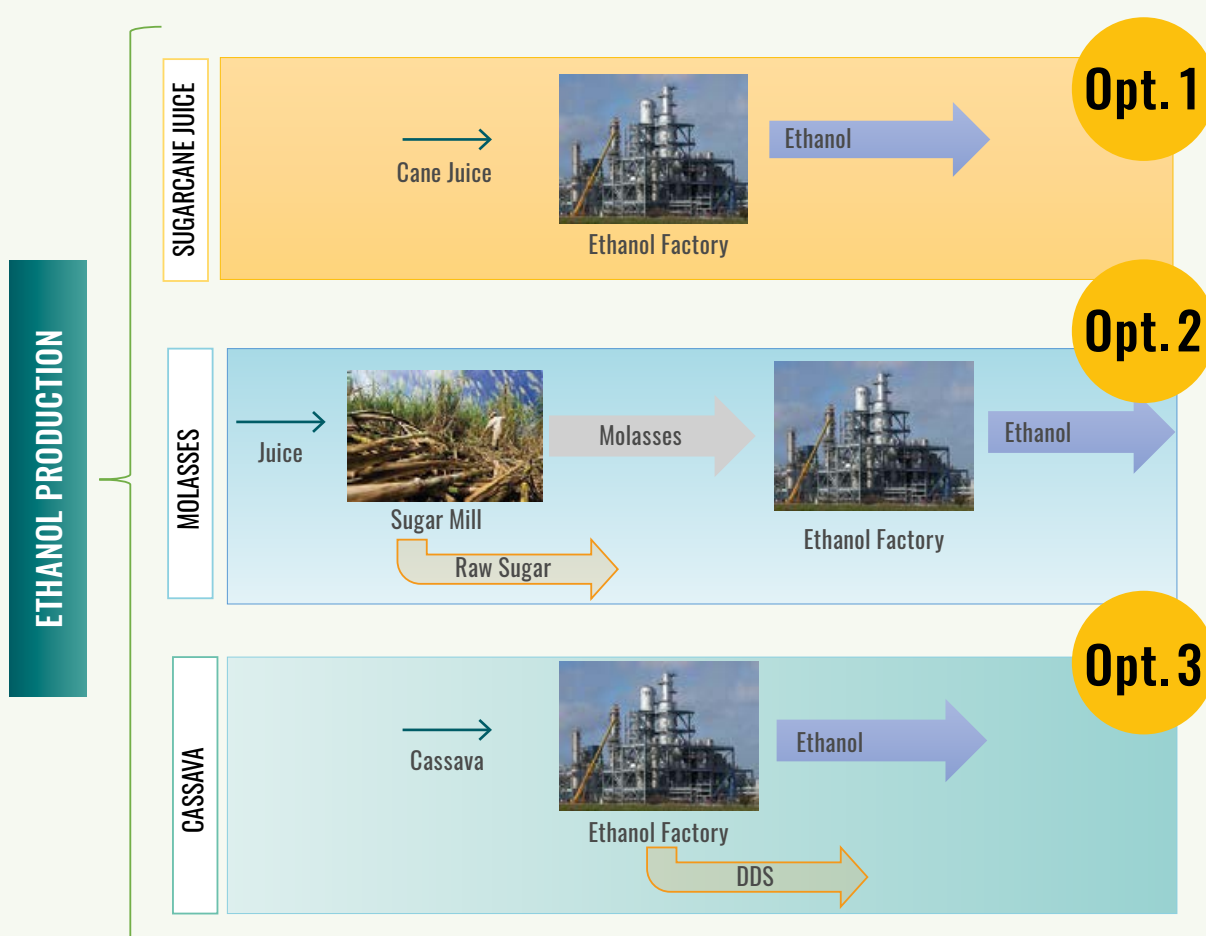 ETHANOL PRODUCTION
SUGARCANE JUICE
Cane Juice
Ethanol Factory
Ethanol
Opt. 1
MOLASSES
Juice
Sugar Mill
Raw Sugar
Molasses
Ethanol Factory
Ethanol
Opt. 2
CASSAVA
Cassava
Ethanol Factory
DDS
Ethanol
Opt. 3